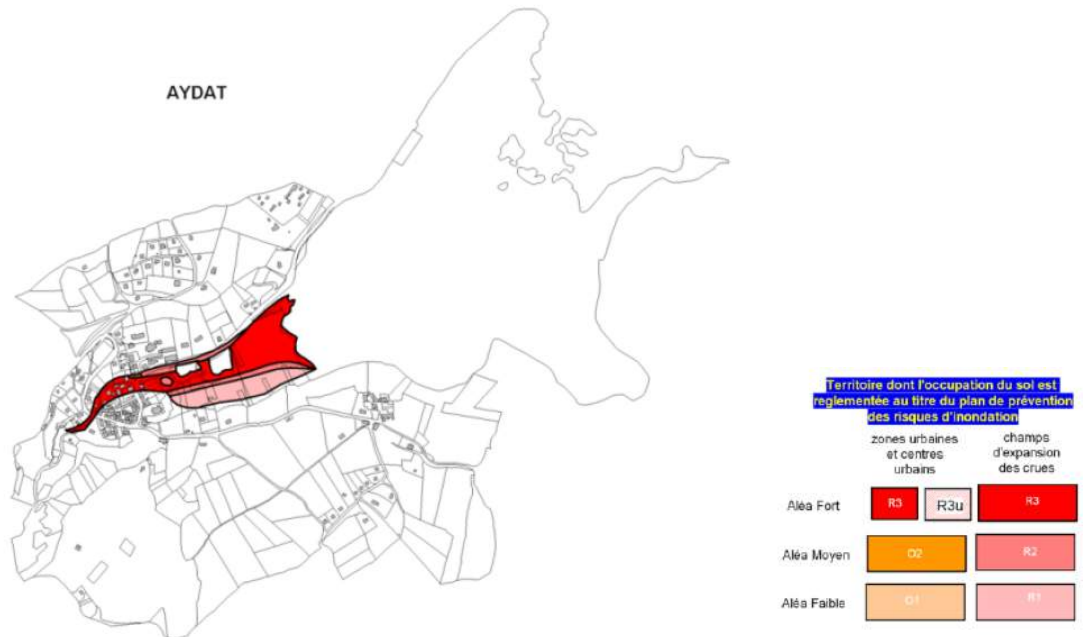 AYDAT
Territoire dont l'occupation du sol est
reglementée au titre du plan de prévention
des risques d'inondation
zones urbaines
et centres
urbains
champs
d'expansion
des crues
Aléa Fort
R3
R3u
R3
Aléa Moyen
O2
R2
Aléa Faible
O1
R1